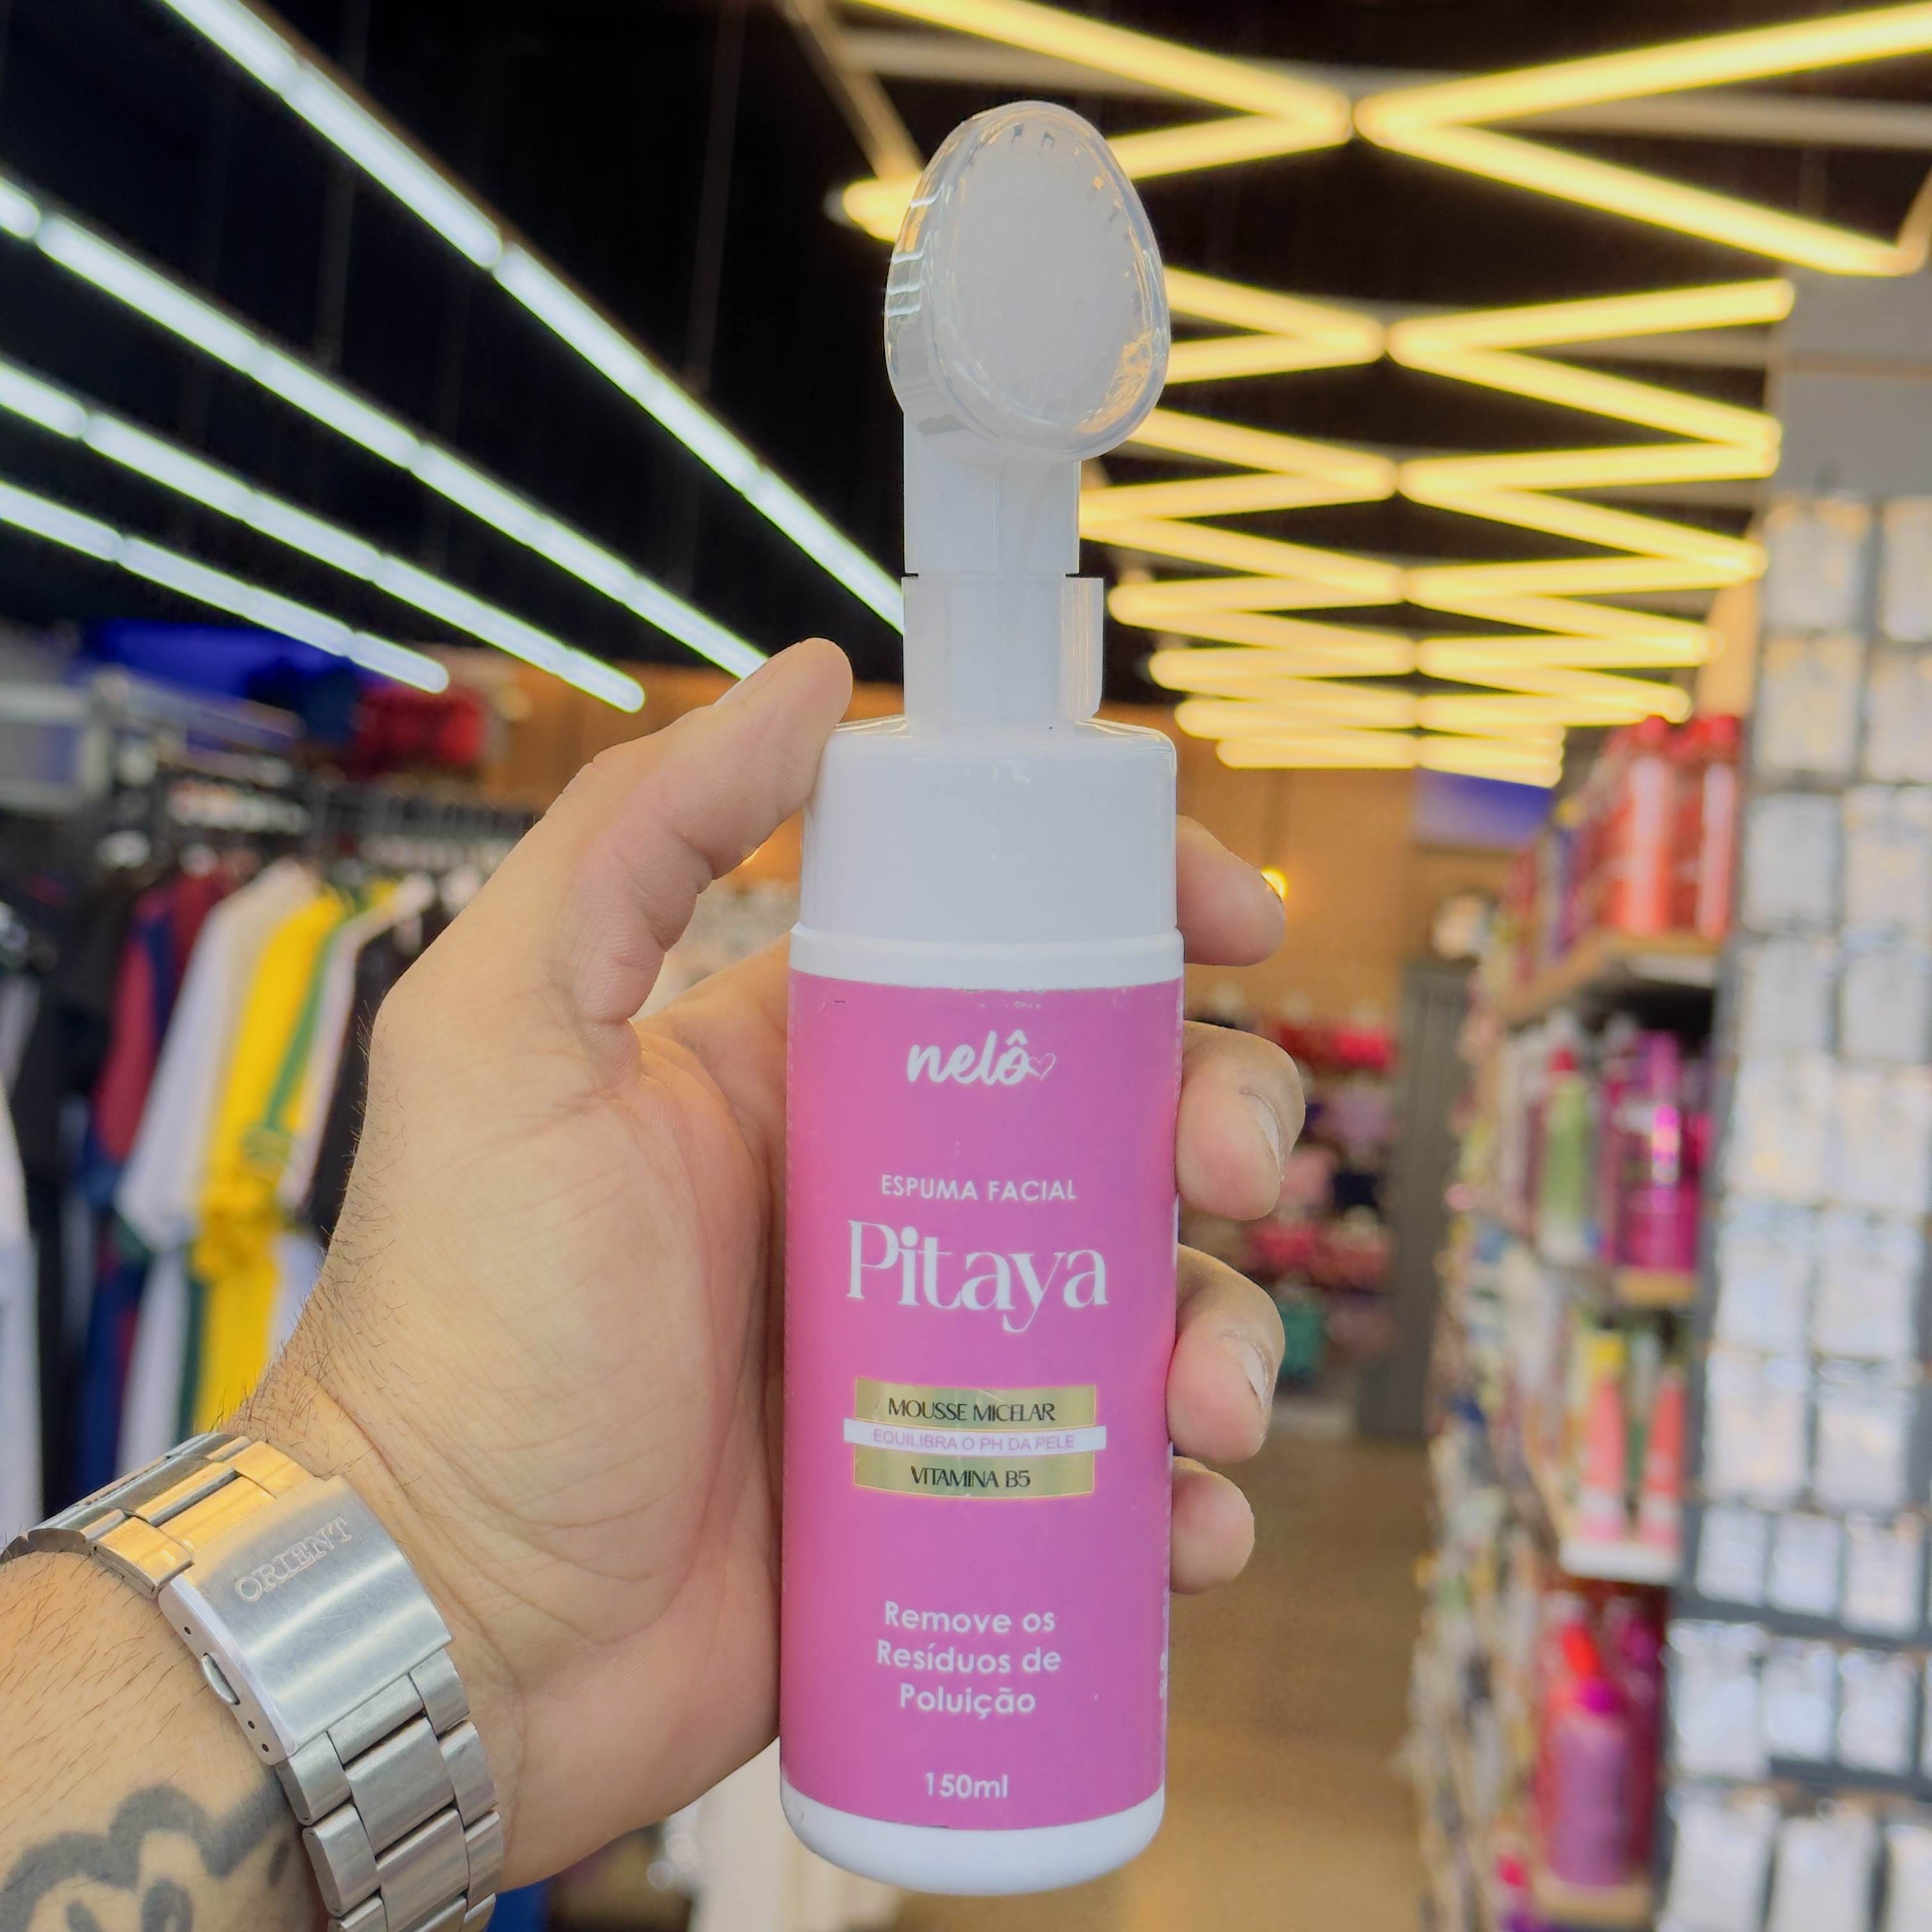 nelô
ESPUMA FACIAL
Pitaya
MOUSSE MICELAR
EQUILIBRA O PH DA PELE
VITAMINA B5
Remove os
Resíduos de
Poluição
150ml
ORIENT